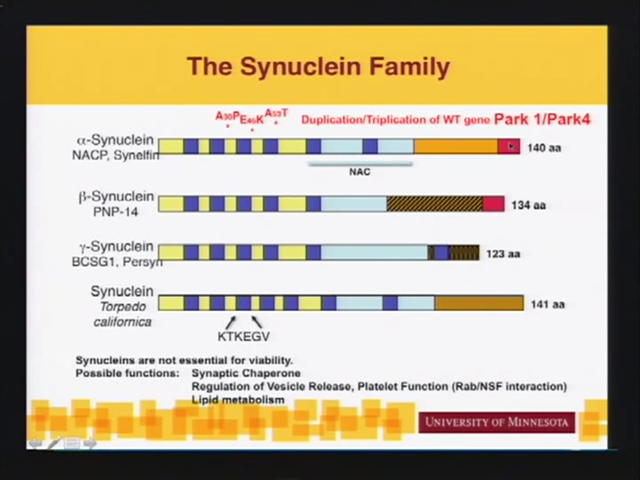 The Synuclein Family
A30P E46K A53T Duplication/Triplication of WT gene Park 1/Park4
α-Synuclein
NACP, Synelfin
140 aa
NAC
β-Synuclein
PNP-14
134 aa
γ-Synuclein
BCSG1, Persyn
123 aa
Synuclein
Torpedo
californica
141 aa
KTKEGV
Synucleins are not essential for viability.
Possible functions: Synaptic Chaperone
Regulation of Vesicle Release, Platelet Function (Rab/NSF interaction)
Lipid metabolism
UNIVERSITY OF MINNESOTA